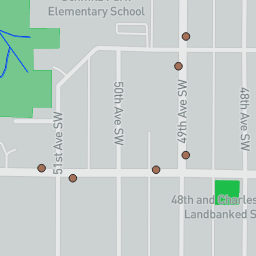 Elementary School
50th Ave SW
51st Ave SW
49th Ave SW
48th Ave SW
48th and Charles
Landbanked S